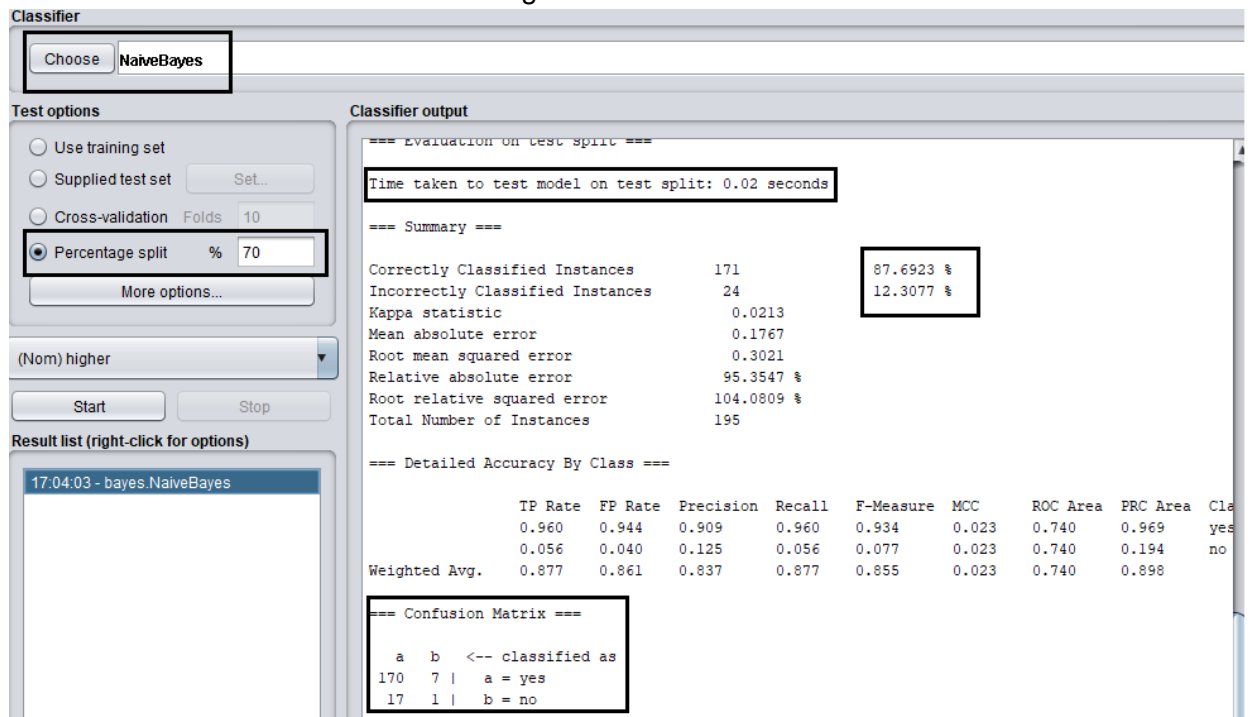 Classifier
Choose NaiveBayes
Test options
Use training set
Supplied test set Set...
Cross-validation Folds 10
Percentage split % 70
More options...
(Nom) higher
Start Stop
Result list (right-click for options)
17:04:03 - bayes.NaiveBayes
Classifier output
=== Evaluation on test split ===
Time taken to test model on test split: 0.02 seconds
=== Summary ===
Correctly Classified Instances 171 87.6923 %
Incorrectly Classified Instances 24 12.3077 %
Kappa statistic 0.0213
Mean absolute error 0.1767
Root mean squared error 0.3021
Relative absolute error 95.3547 %
Root relative squared error 104.0809 %
Total Number of Instances 195
=== Detailed Accuracy By Class ===
TP Rate FP Rate Precision Recall F-Measure MCC ROC Area PRC Area Cla
0.960 0.944 0.909 0.960 0.934 0.023 0.740 0.969 yes
0.056 0.040 0.125 0.056 0.077 0.023 0.740 0.194 no
Weighted Avg. 0.877 0.861 0.837 0.877 0.855 0.023 0.740 0.898
=== Confusion Matrix ===
a b <-- classified as
170 7 | a = yes
17 1 | b = no